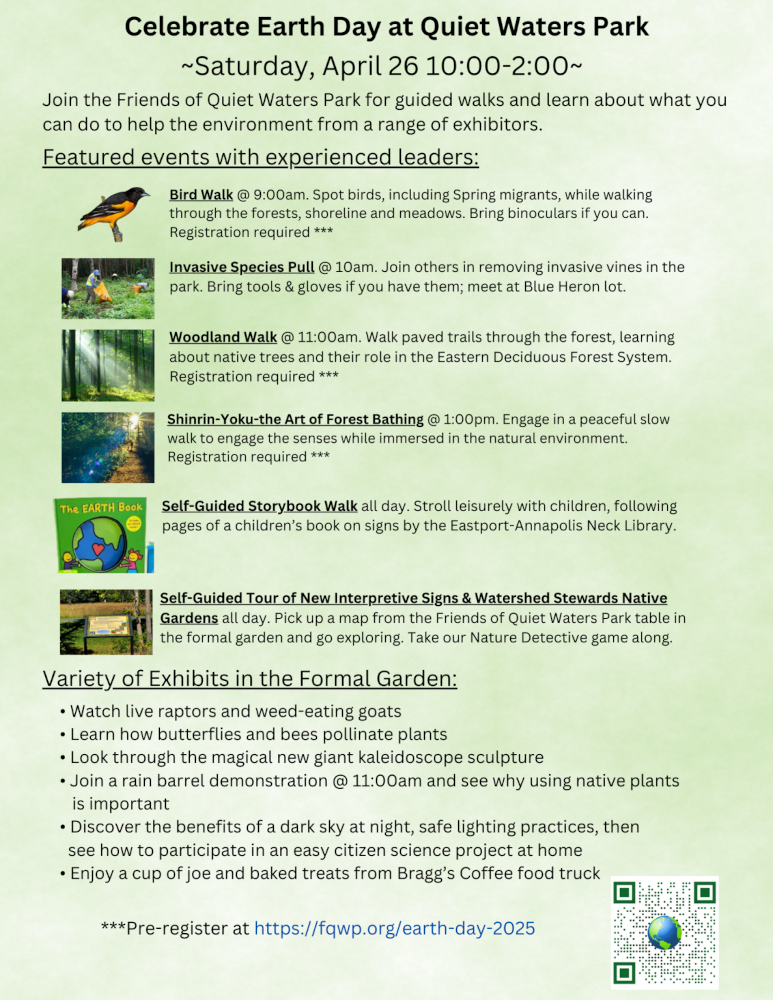 Celebrate Earth Day at Quiet Waters Park
~Saturday, April 26 10:00-2:00~
Join the Friends of Quiet Waters Park for guided walks and learn about what you
can do to help the environment from a range of exhibitors.
Featured events with experienced leaders:
Bird Walk @ 9:00am. Spot birds, including Spring migrants, while walking
through the forests, shoreline and meadows. Bring binoculars if you can.
Registration required ***
Invasive Species Pull @ 10am. Join others in removing invasive vines in the
park. Bring tools & gloves if you have them; meet at Blue Heron lot.
Woodland Walk @ 11:00am. Walk paved trails through the forest, learning
about native trees and their role in the Eastern Deciduous Forest System.
Registration required ***
Shinrin-Yoku-the Art of Forest Bathing @ 1:00pm. Engage in a peaceful slow
walk to engage the senses while immersed in the natural environment.
Registration required ***
The EARTH Book
Self-Guided Storybook Walk all day. Stroll leisurely with children, following
pages of a children's book on signs by the Eastport-Annapolis Neck Library.
Self-Guided Tour of New Interpretive Signs & Watershed Stewards Native
Gardens all day. Pick up a map from the Friends of Quiet Waters Park table in
the formal garden and go exploring. Take our Nature Detective game along.
Variety of Exhibits in the Formal Garden:
• Watch live raptors and weed-eating goats
• Learn how butterflies and bees pollinate plants
• Look through the magical new giant kaleidoscope sculpture
• Join a rain barrel demonstration @ 11:00am and see why using native plants
is important
• Discover the benefits of a dark sky at night, safe lighting practices, then
see how to participate in an easy citizen science project at home
• Enjoy a cup of joe and baked treats from Bragg's Coffee food truck
***Pre-register at https://fqwp.org/earth-day-2025